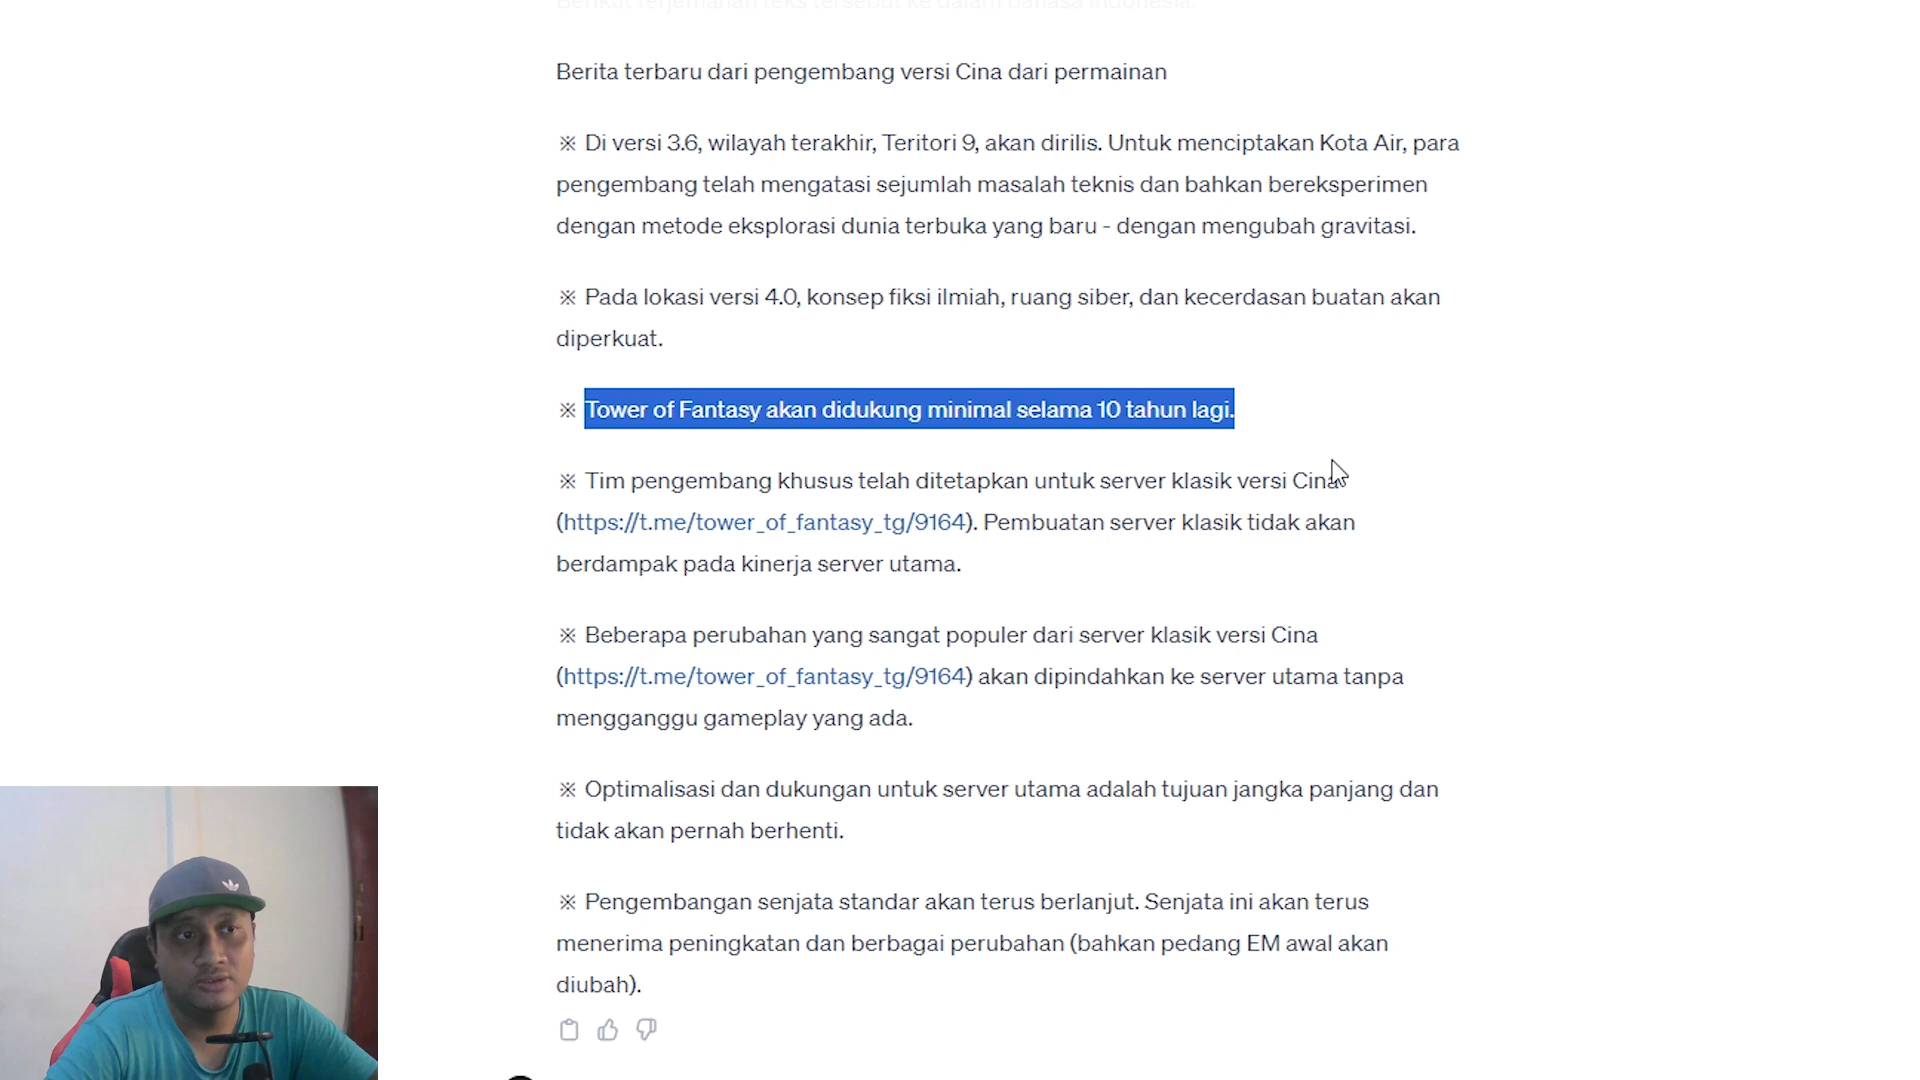 Berikut terjemahan teks tersebut ke dalam bahasa Indonesia:
Berita terbaru dari pengembang versi Cina dari permainan
※ Di versi 3.6, wilayah terakhir, Teritori 9, akan dirilis. Untuk menciptakan Kota Air, para
pengembang telah mengatasi sejumlah masalah teknis dan bahkan bereksperimen
dengan metode eksplorasi dunia terbuka yang baru - dengan mengubah gravitasi.
※ Pada lokasi versi 4.0, konsep fiksi ilmiah, ruang siber, dan kecerdasan buatan akan
diperkuat.
※ Tower of Fantasy akan didukung minimal selama 10 tahun lagi.
※ Tim pengembang khusus telah ditetapkan untuk server klasik versi Cina
(https://t.me/tower_of_fantasy_tg/9164). Pembuatan server klasik tidak akan
berdampak pada kinerja server utama.
※ Beberapa perubahan yang sangat populer dari server klasik versi Cina
(https://t.me/tower_of_fantasy_tg/9164) akan dipindahkan ke server utama tanpa
mengganggu gameplay yang ada.
※ Optimalisasi dan dukungan untuk server utama adalah tujuan jangka panjang dan
tidak akan pernah berhenti.
※ Pengembangan senjata standar akan terus berlanjut. Senjata ini akan terus
menerima peningkatan dan berbagai perubahan (bahkan pedang EM awal akan
diubah).